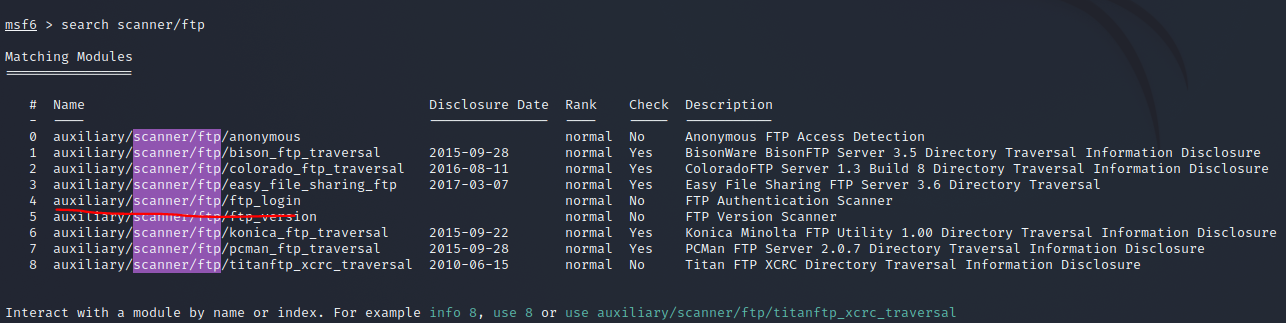 msf6 > search scanner/ftp
Matching Modules
================
#  Name                                      Disclosure Date  Rank    Check  Description
-  ----                                      ---------------  ----    -----  -----------
0  auxiliary/scanner/ftp/anonymous                            normal  No     Anonymous FTP Access Detection
1  auxiliary/scanner/ftp/bison_ftp_traversal      2015-09-28       normal  Yes    BisonWare BisonFTP Server 3.5 Directory Traversal Information Disclosure
2  auxiliary/scanner/ftp/colorado_ftp_traversal   2016-08-11       normal  Yes    ColoradoFTP Server 1.3 Build 8 Directory Traversal Information Disclosure
3  auxiliary/scanner/ftp/easy_file_sharing_ftp    2017-03-07       normal  Yes    Easy File Sharing FTP Server 3.6 Directory Traversal
4  auxiliary/scanner/ftp/ftp_login                            normal  No     FTP Authentication Scanner
5  auxiliary/scanner/ftp/ftp_version                          normal  No     FTP Version Scanner
6  auxiliary/scanner/ftp/konica_ftp_traversal     2015-09-22       normal  Yes    Konica Minolta FTP Utility 1.00 Directory Traversal Information Disclosure
7  auxiliary/scanner/ftp/pcman_ftp_traversal      2015-09-28       normal  Yes    PCMan FTP Server 2.0.7 Directory Traversal Information Disclosure
8  auxiliary/scanner/ftp/titanftp_xcrc_traversal  2010-06-15       normal  No     Titan FTP XCRC Directory Traversal Information Disclosure
Interact with a module by name or index. For example info 8, use 8 or use auxiliary/scanner/ftp/titanftp_xcrc_traversal